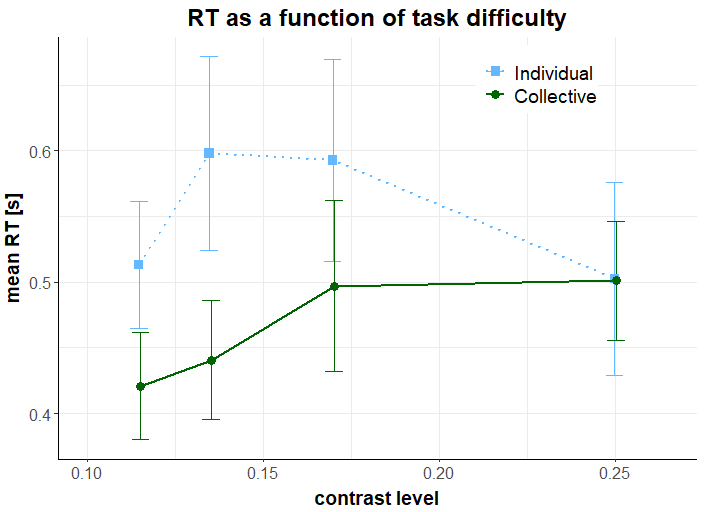 RT as a function of task difficulty
Individual
Collective
mean RT [s]
0.6
0.5
0.4
0.10 0.15 0.20 0.25
contrast level